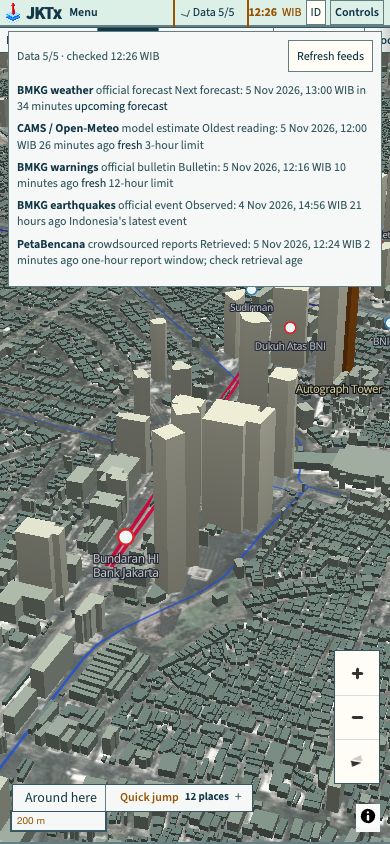 JKTx Menu Data 5/5 12:26 WIB ID Controls
Data 5/5 · checked 12:26 WIB Refresh feeds
BMKG weather official forecast Next forecast: 5 Nov 2026, 13:00 WIB in
34 minutes upcoming forecast
CAMS / Open-Meteo model estimate Oldest reading: 5 Nov 2026, 12:00
WIB 26 minutes ago fresh 3-hour limit
BMKG warnings official bulletin Bulletin: 5 Nov 2026, 12:16 WIB 10
minutes ago fresh 12-hour limit
BMKG earthquakes official event Observed: 4 Nov 2026, 14:56 WIB 21
hours ago Indonesia's latest event
PetaBencana crowdsourced reports Retrieved: 5 Nov 2026, 12:24 WIB 2
minutes ago one-hour report window; check retrieval age
Sudirman
Dukuh Atas BNI
BNI
Autograph Tower
Bundaran HI
Bank Jakarta
+
−
Around here Quick jump 12 places +
200 m